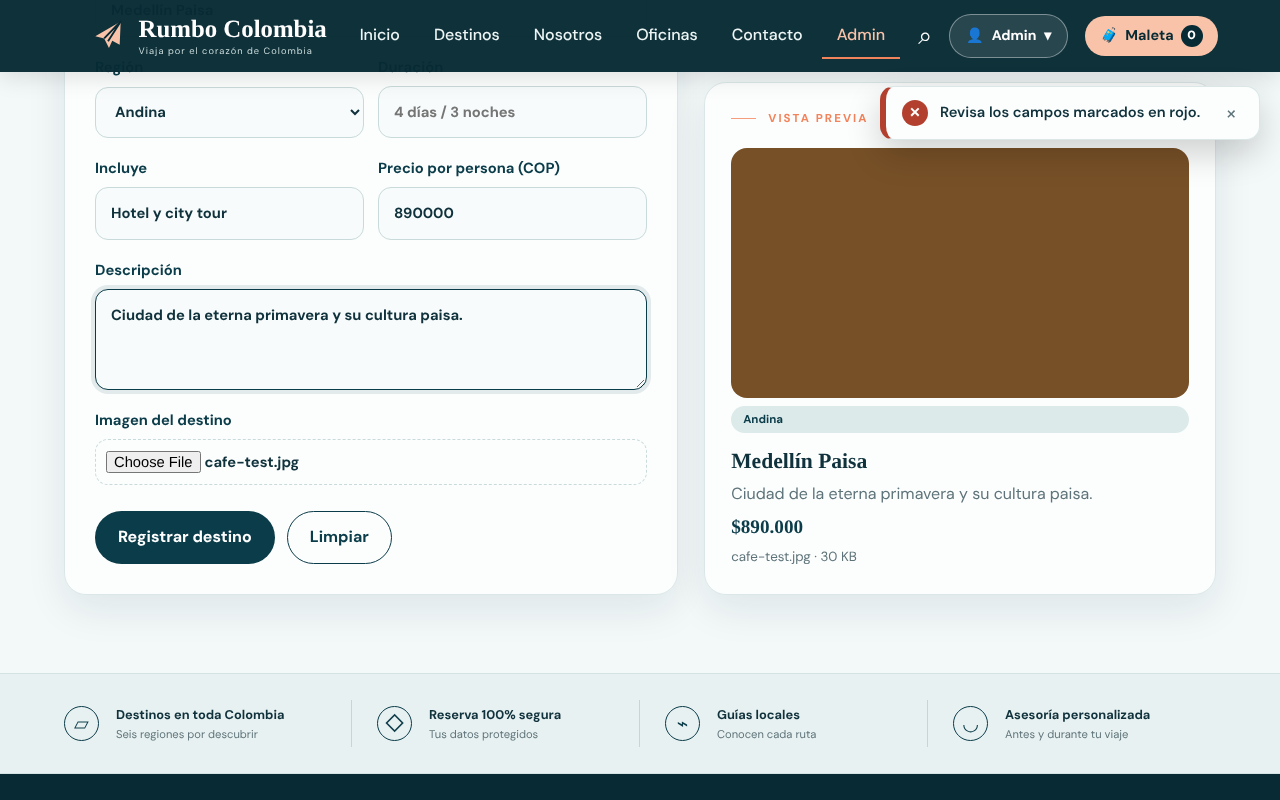 Medellín Paisa
Rumbo Colombia
Viaja por el corazón de Colombia
Inicio
Destinos
Nosotros
Oficinas
Contacto
Admin
Admin ▾
Maleta 0
Región
Duración
Andina
4 días / 3 noches
Incluye
Precio por persona (COP)
Hotel y city tour
890000
Descripción
Ciudad de la eterna primavera y su cultura paisa.
Imagen del destino
Choose File cafe-test.jpg
Registrar destino
Limpiar
VISTA PREVIA
Revisa los campos marcados en rojo.
×
Andina
Medellín Paisa
Ciudad de la eterna primavera y su cultura paisa.
$890.000
cafe-test.jpg · 30 KB
Destinos en toda Colombia
Seis regiones por descubrir
Reserva 100% segura
Tus datos protegidos
Guías locales
Conocen cada ruta
Asesoría personalizada
Antes y durante tu viaje